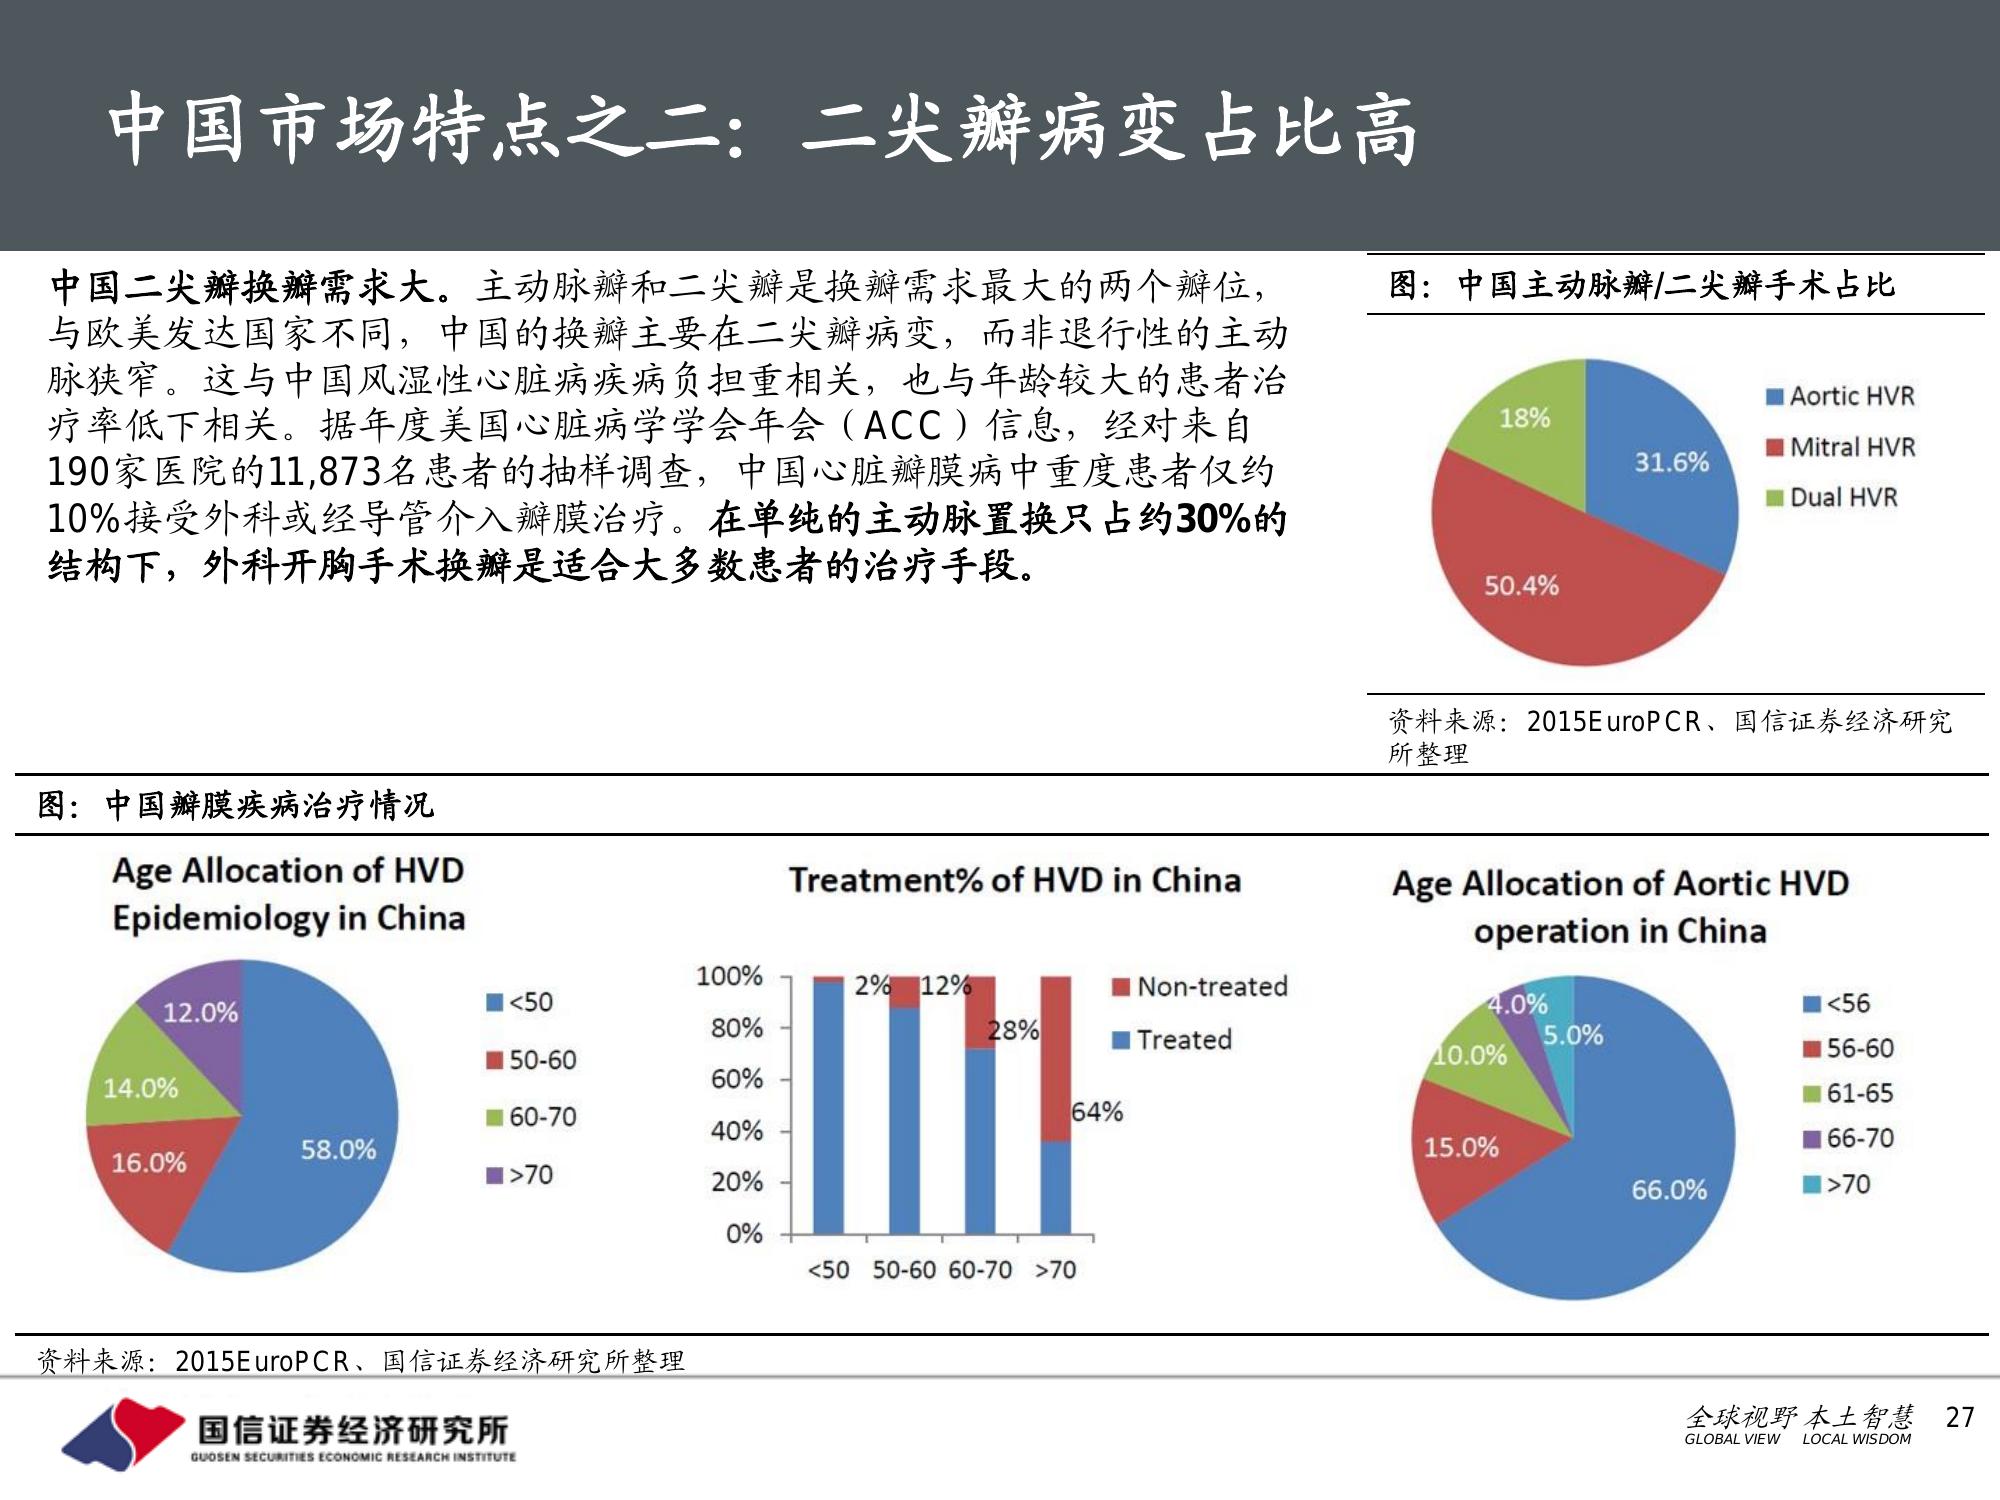 中国市场特点之二：二尖瓣病变占比高
中国二尖瓣换瓣需求大。主动脉瓣和二尖瓣是换瓣需求最大的两个瓣位，
与欧美发达国家不同，中国的换瓣主要在二尖瓣病变，而非退行性的主动
脉狭窄。这与中国风湿性心脏病疾病负担重相关，也与年龄较大的患者治
疗率低下相关。据年度美国心脏病学学会年会（ACC）信息，经对来自
190家医院的11,873名患者的抽样调查，中国心脏瓣膜病中重度患者仅约
10%接受外科或经导管介入瓣膜治疗。在单纯的主动脉置换只占约30%的
结构下，外科开胸手术换瓣是适合大多数患者的治疗手段。
图：中国主动脉瓣/二尖瓣手术占比
18%
31.6%
50.4%
Aortic HVR
Mitral HVR
Dual HVR
资料来源：2015EuroPCR、国信证券经济研究
所整理
图：中国瓣膜疾病治疗情况
Age Allocation of HVD
Epidemiology in China
12.0%
14.0%
16.0%
58.0%
<50
50-60
60-70
>70
Treatment% of HVD in China
100%
80%
60%
40%
20%
0%
2%
12%
28%
64%
<50 50-60 60-70 >70
Non-treated
Treated
Age Allocation of Aortic HVD
operation in China
4.0%
5.0%
10.0%
15.0%
66.0%
<56
56-60
61-65
66-70
>70
资料来源：2015EuroPCR、国信证券经济研究所整理
国信证券经济研究所
GUOSEN SECURITIES ECONOMIC RESEARCH INSTITUTE
全球视野 本土智慧
GLOBAL VIEW LOCAL WISDOM
27